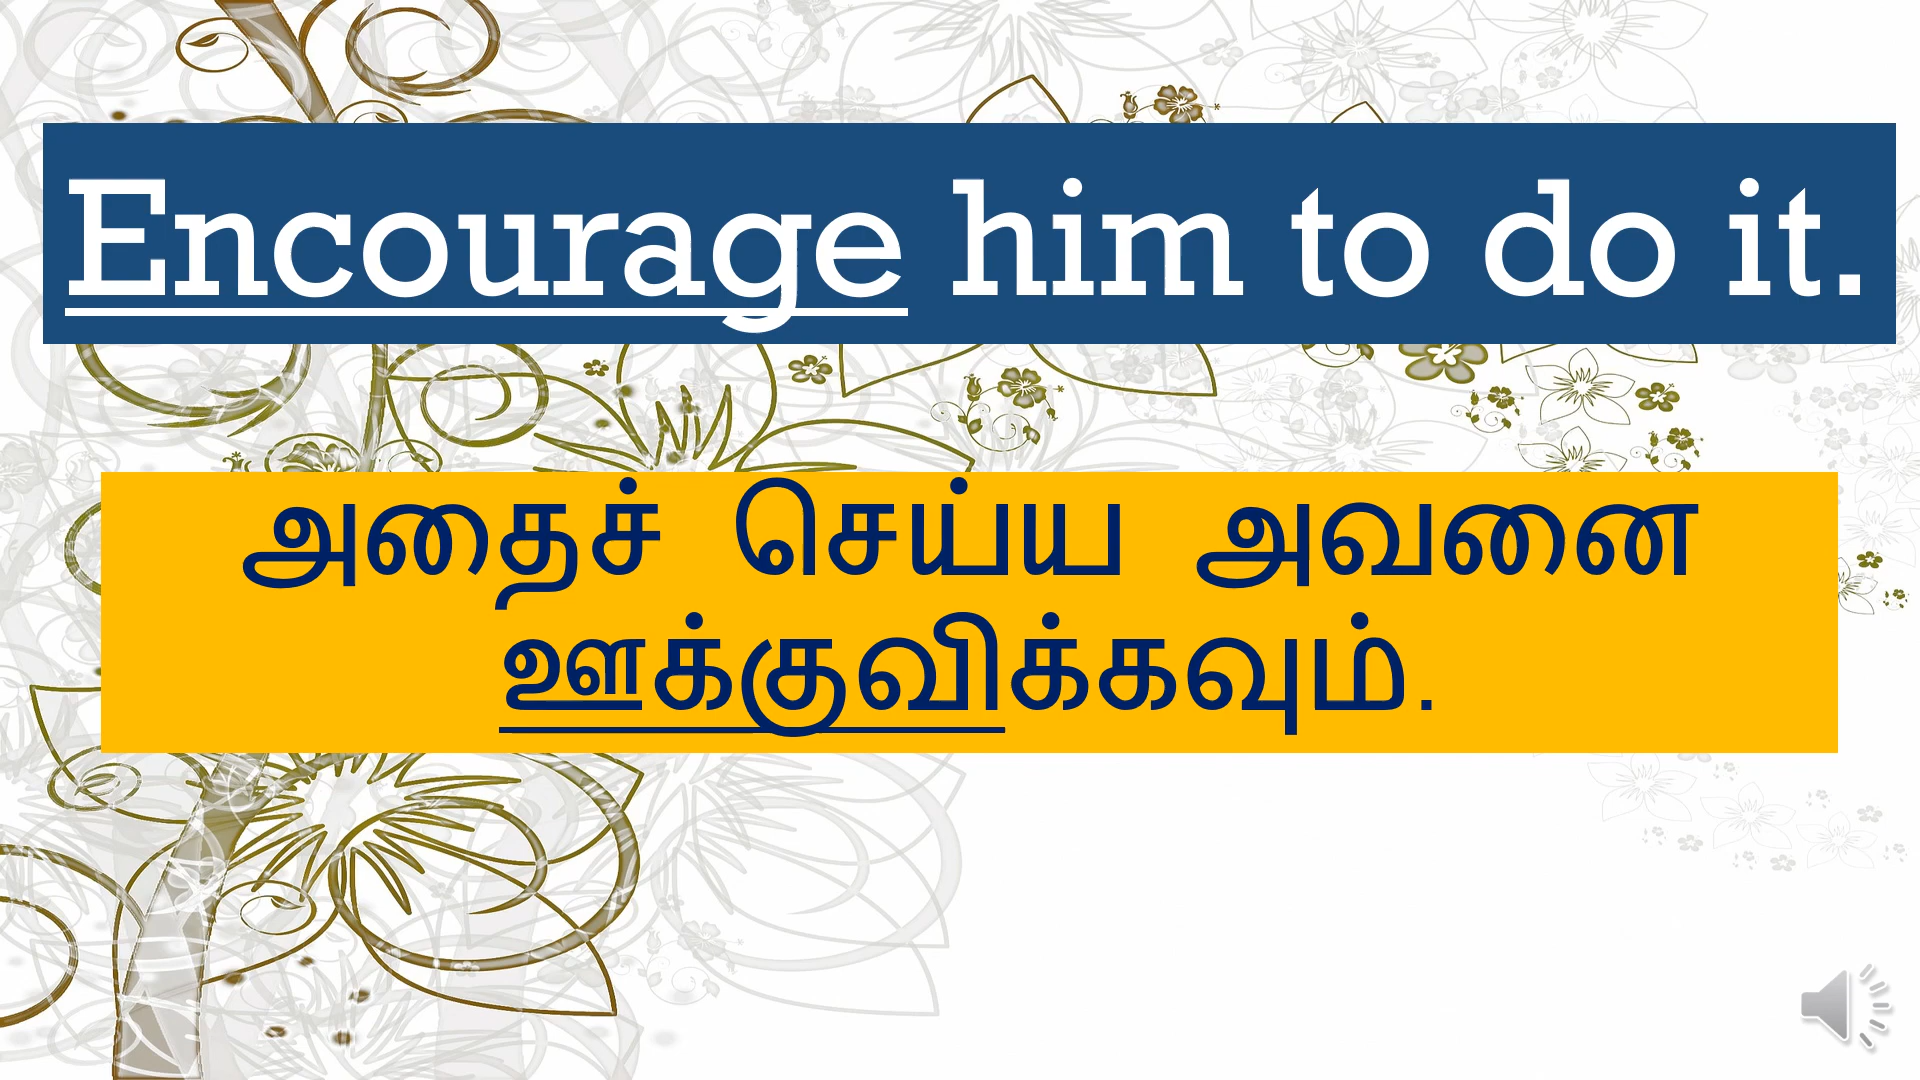 Encourage him to do it.
அதைச் செய்ய அவனை
ஊக்குவிக்கவும்.